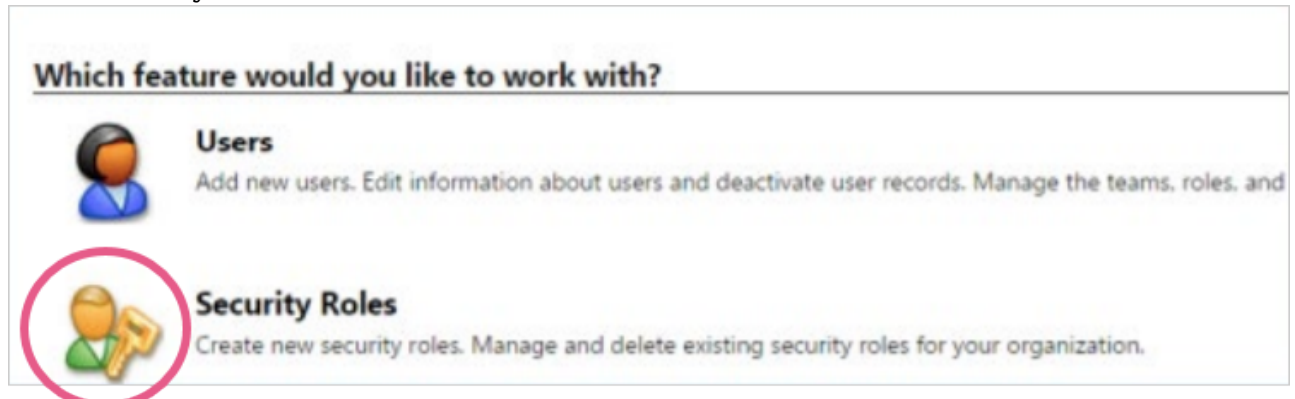 Which feature would you like to work with?
Users
Add new users. Edit information about users and deactivate user records. Manage the teams, roles, and
Security Roles
Create new security roles. Manage and delete existing security roles for your organization.